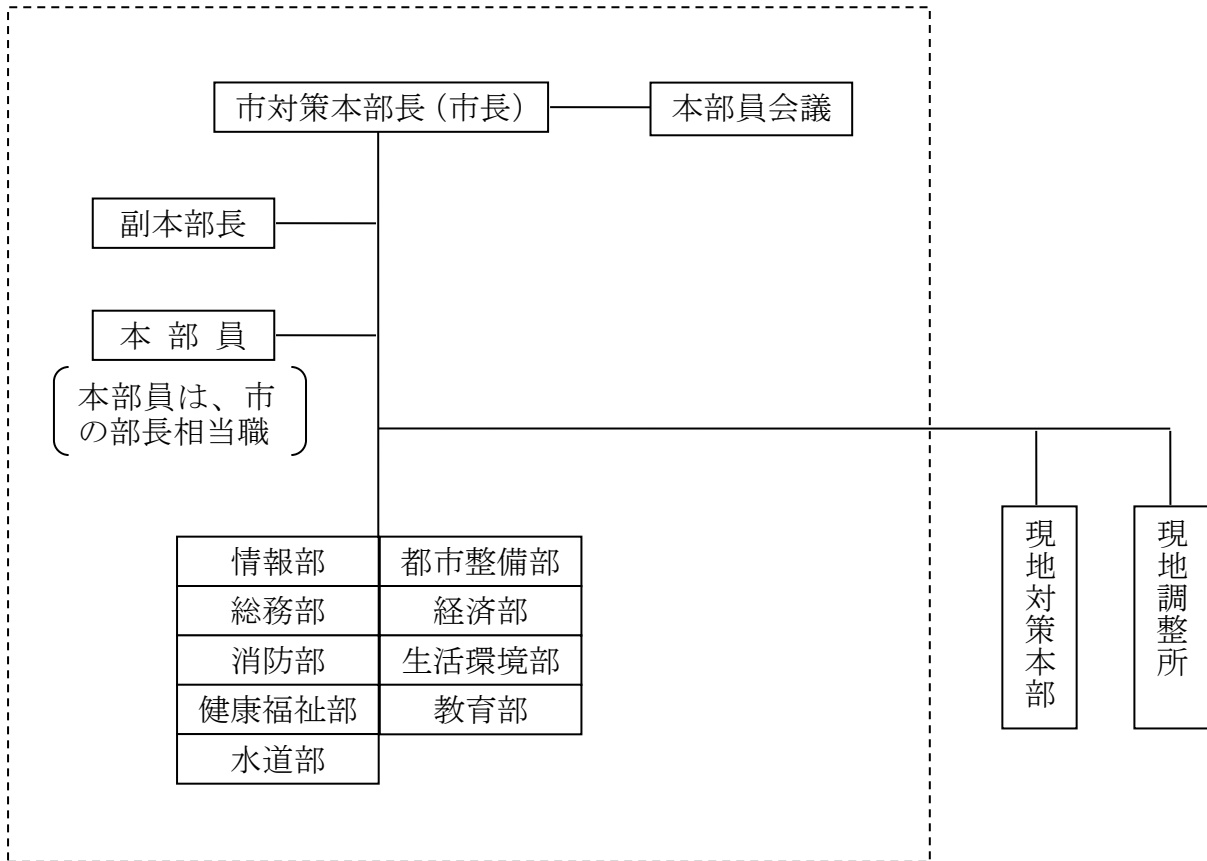 市対策本部長（市長）
本部員会議
副本部長
本 部 員
本部員は、市
の部長相当職
情報部
都市整備部
総務部
経済部
消防部
生活環境部
健康福祉部
教育部
水道部
現地対策本部
現地調整所